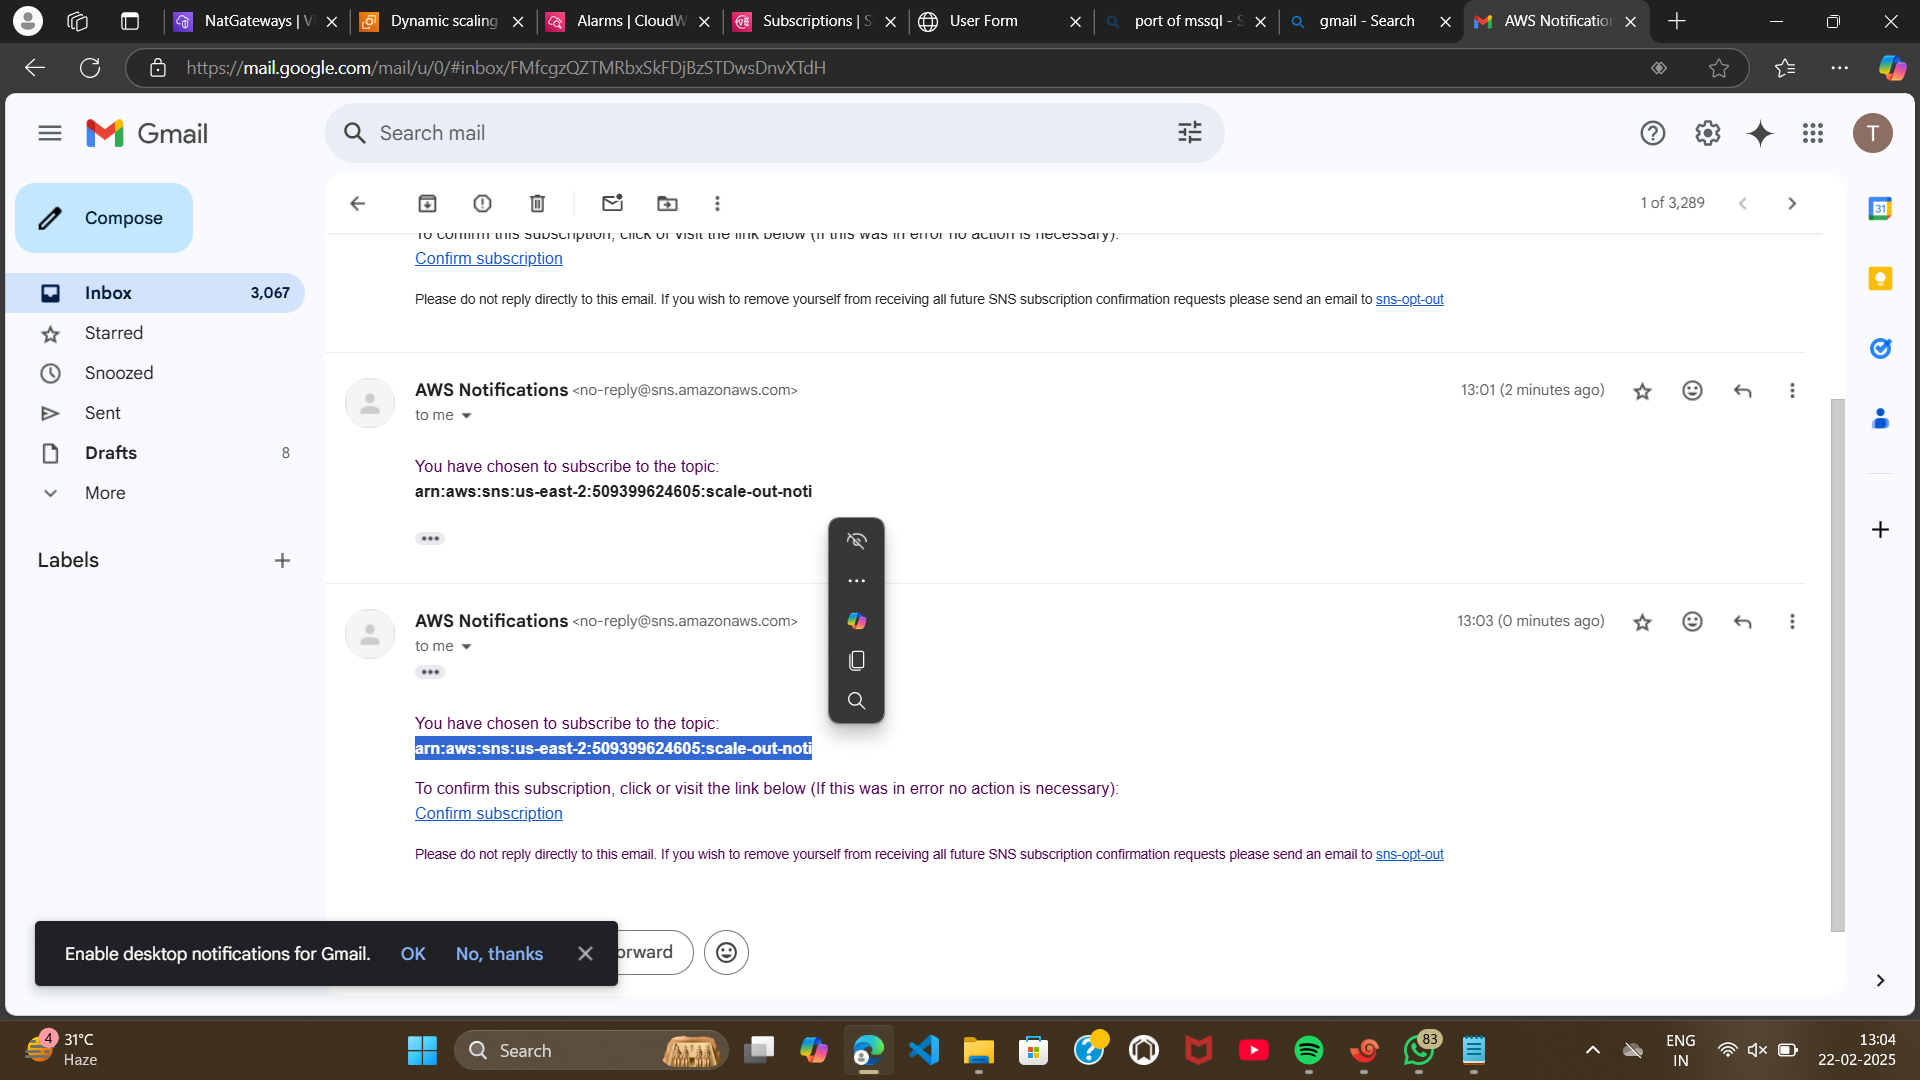 NatGateways | V
Dynamic scaling
Alarms | CloudW
Subscriptions | S
User Form
port of mssql - S
gmail - Search
AWS Notification
https://mail.google.com/mail/u/0/#inbox/FMfcgzQZTMRbxSkFDjBzSTDwsDnvXTdH
Gmail
Search mail
T
Compose
1 of 3,289
31
To confirm this subscription, click or visit the link below (If this was in error no action is necessary):
Confirm subscription
Inbox 3,067
Please do not reply directly to this email. If you wish to remove yourself from receiving all future SNS subscription confirmation requests please send an email to sns-opt-out
Starred
Snoozed
Sent
Drafts 8
More
Labels
AWS Notifications <no-reply@sns.amazonaws.com> 13:01 (2 minutes ago)
to me
You have chosen to subscribe to the topic:
arn:aws:sns:us-east-2:509399624605:scale-out-noti
AWS Notifications <no-reply@sns.amazonaws.com> 13:03 (0 minutes ago)
to me
You have chosen to subscribe to the topic:
arn:aws:sns:us-east-2:509399624605:scale-out-noti
To confirm this subscription, click or visit the link below (If this was in error no action is necessary):
Confirm subscription
Please do not reply directly to this email. If you wish to remove yourself from receiving all future SNS subscription confirmation requests please send an email to sns-opt-out
Enable desktop notifications for Gmail. OK No, thanks
orward
4
31°C
Haze
Search
83
ENG
IN
13:04
22-02-2025